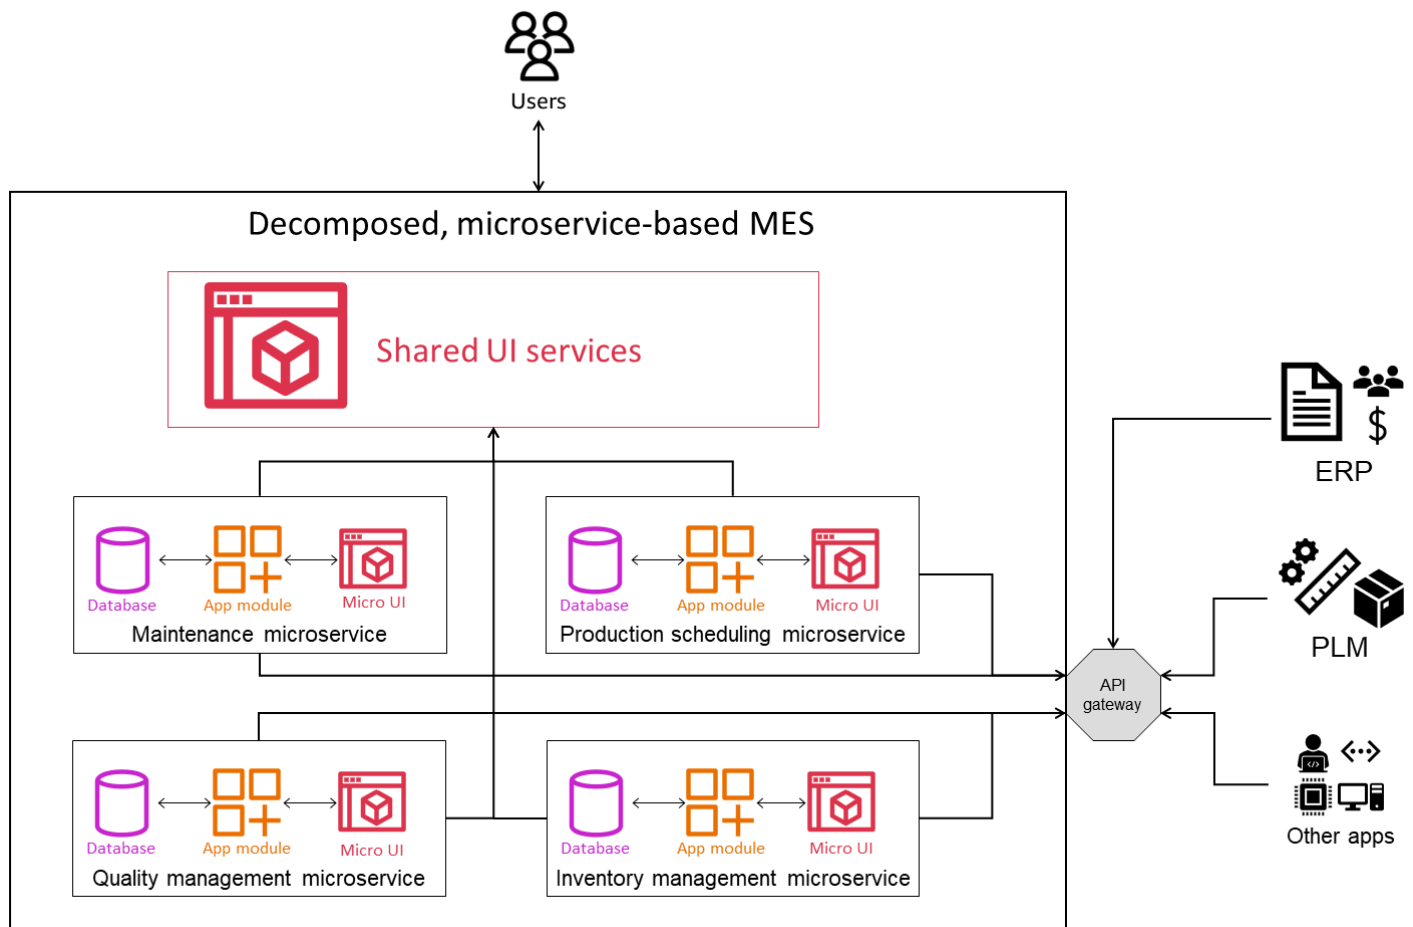 Users
Decomposed, microservice-based MES
Shared UI services
ERP
Database
App module
Micro UI
Maintenance microservice
Database
App module
Micro UI
Production scheduling microservice
PLM
API
gateway
Database
App module
Micro UI
Quality management microservice
Database
App module
Micro UI
Inventory management microservice
Other apps